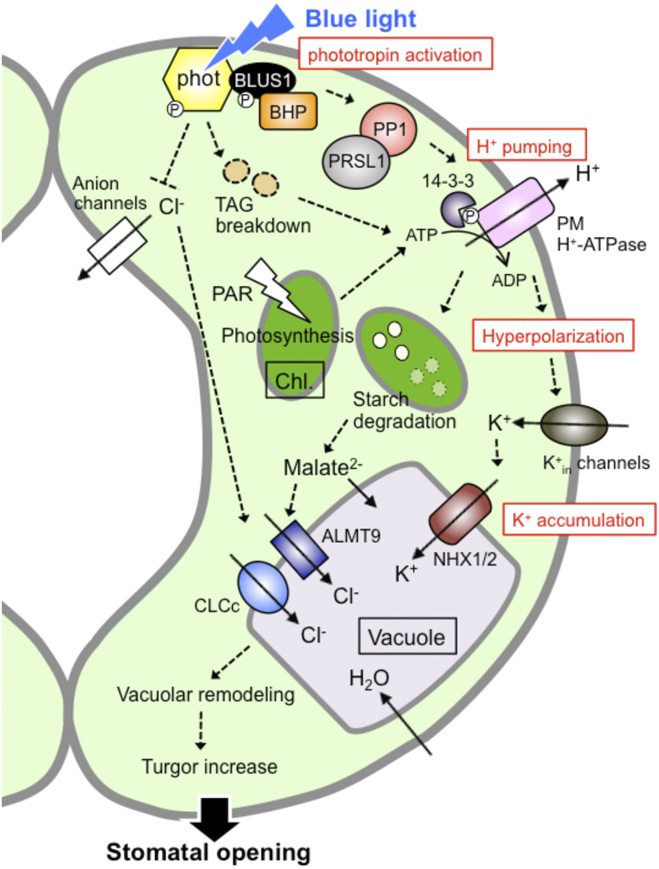 Blue light
phototropin activation
phot
BLUS1
P
P
BHP
PP1
PRSL1
H⁺ pumping
14-3-3
P
H⁺
PM
H⁺-ATPase
Anion
channels
Cl⁻
TAG
breakdown
ATP
ADP
PAR
Photosynthesis
Chl.
Hyperpolarization
Starch
degradation
K⁺
K⁺in channels
Malate²⁻
K⁺ accumulation
ALMT9
NHX1/2
K⁺
Cl⁻
CLCc
Cl⁻
Vacuole
H₂O
Vacuolar remodeling
Turgor increase
Stomatal opening